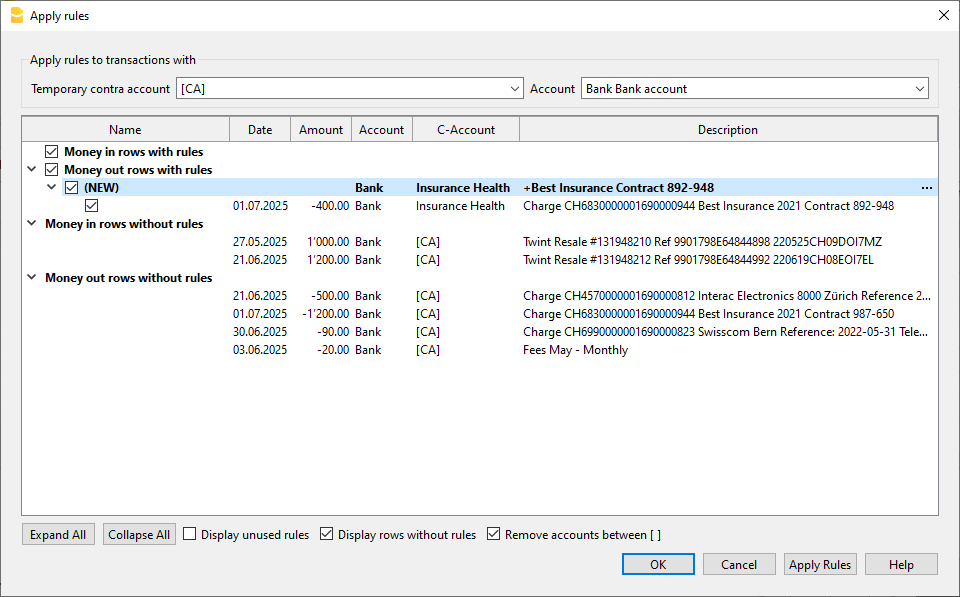 Apply rules
Apply rules to transactions with
Temporary contra account [CA] Account Bank Bank account
Name Date Amount Account C-Account Description
Money in rows with rules
Money out rows with rules
(NEW) Bank Insurance Health +Best Insurance Contract 892-948 ...
01.07.2025 -400.00 Bank Insurance Health Charge CH6830000001690000944 Best Insurance 2021 Contract 892-948
Money in rows without rules
27.05.2025 1'000.00 Bank [CA] Twint Resale #131948210 Ref 9901798E64844898 220525CH09DOI7MZ
21.06.2025 1'200.00 Bank [CA] Twint Resale #131948212 Ref 9901798E64844992 220619CH08EOI7EL
Money out rows without rules
21.06.2025 -500.00 Bank [CA] Charge CH4570000001690000812 Interac Electronics 8000 Zürich Reference 2...
01.07.2025 -1'200.00 Bank [CA] Charge CH6830000001690000944 Best Insurance 2021 Contract 987-650
30.06.2025 -90.00 Bank [CA] Charge CH6990000001690000823 Swisscom Bern Reference: 2022-05-31 Tele...
03.06.2025 -20.00 Bank [CA] Fees May - Monthly
Expand All Collapse All Display unused rules Display rows without rules Remove accounts between [ ]
OK Cancel Apply Rules Help